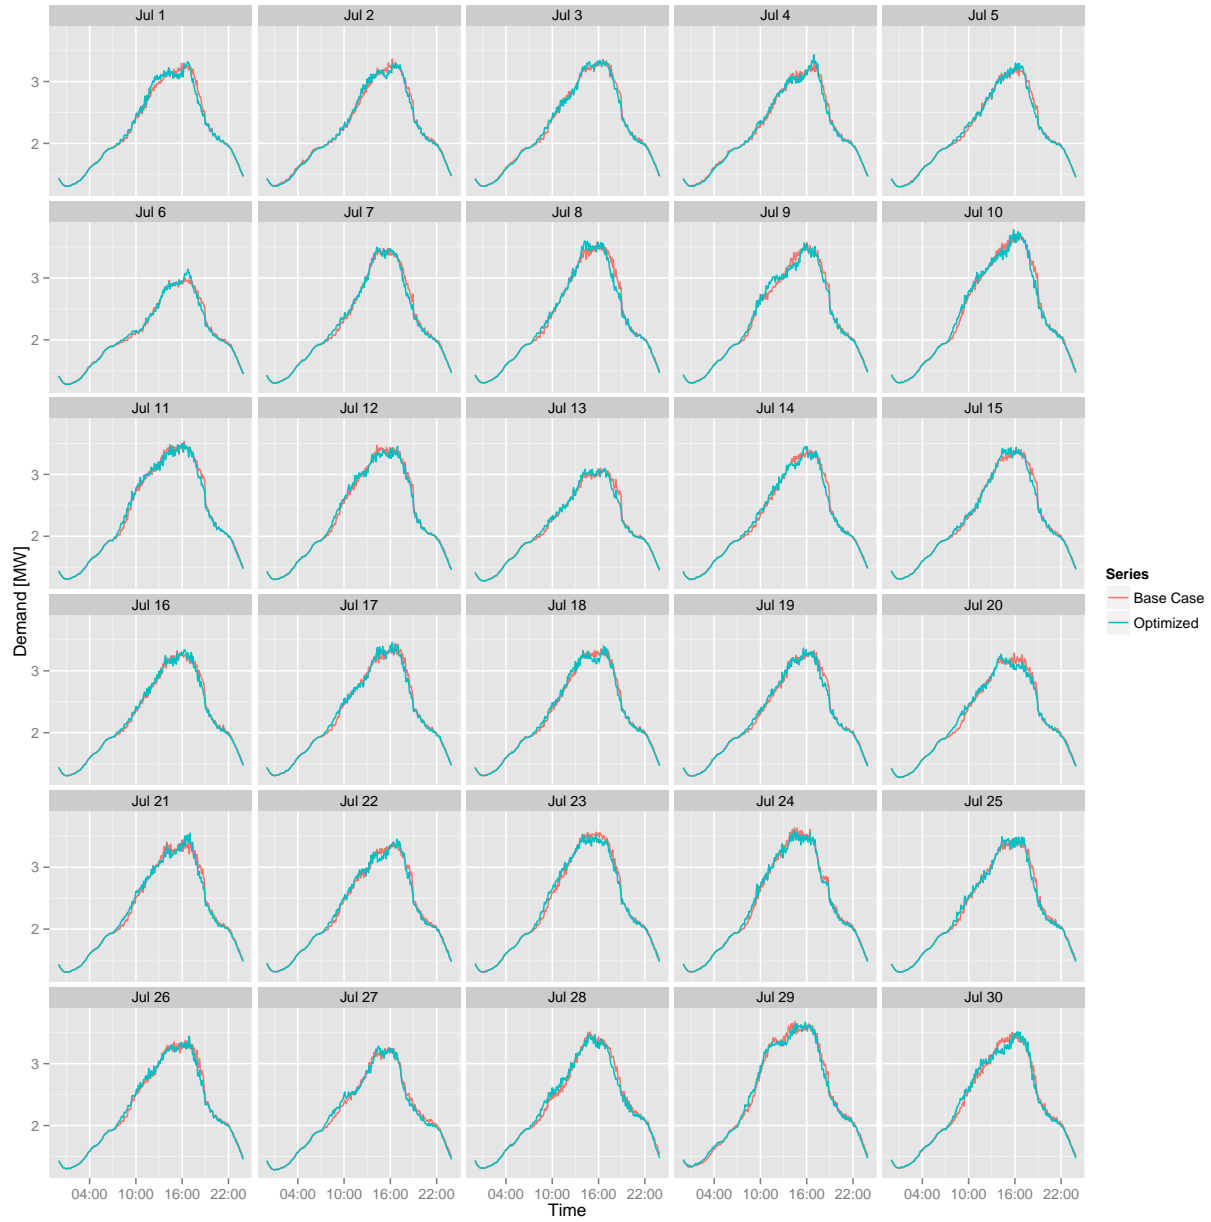 Jul 1 Jul 2 Jul 3 Jul 4 Jul 5
3
2
Jul 6 Jul 7 Jul 8 Jul 9 Jul 10
3
2
Jul 11 Jul 12 Jul 13 Jul 14 Jul 15
3
2
Demand [MW]
Series
Base Case
Optimized
Jul 16 Jul 17 Jul 18 Jul 19 Jul 20
3
2
Jul 21 Jul 22 Jul 23 Jul 24 Jul 25
3
2
Jul 26 Jul 27 Jul 28 Jul 29 Jul 30
3
2
04:00 10:00 16:00 22:00 04:00 10:00 16:00 22:00 04:00 10:00 16:00 22:00 04:00 10:00 16:00 22:00 04:00 10:00 16:00 22:00
Time